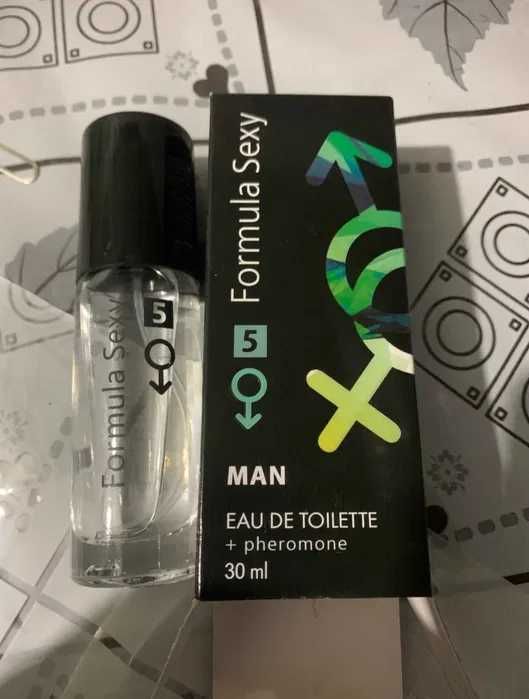 Formula Sexy 5
Formula Sexy 5
MAN
EAU DE TOILETTE
+ pheromone
30 ml